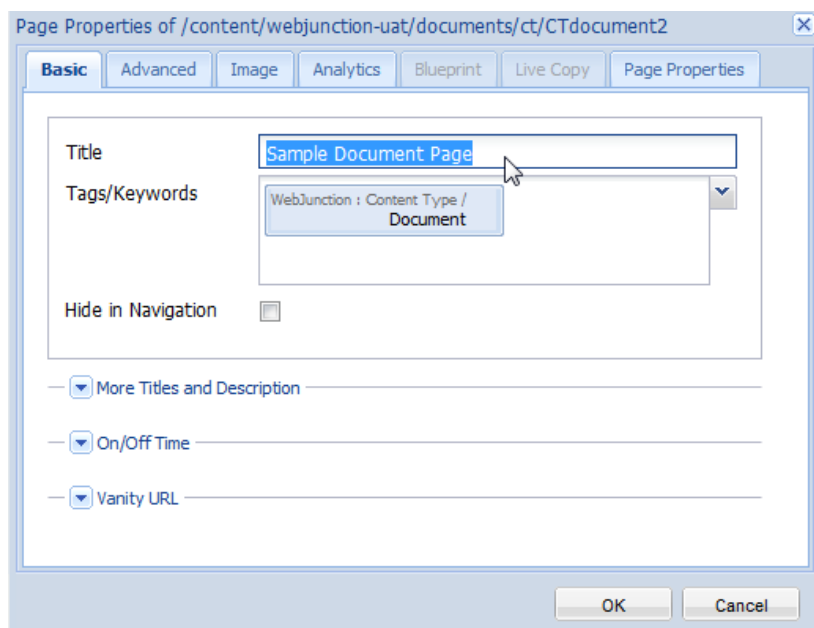 Page Properties of /content/webjunction-uat/documents/ct/CTdocument2
Basic Advanced Image Analytics Blueprint Live Copy Page Properties
Title Sample Document Page
Tags/Keywords WebJunction : Content Type /
Document
Hide in Navigation
More Titles and Description
On/Off Time
Vanity URL
OK Cancel